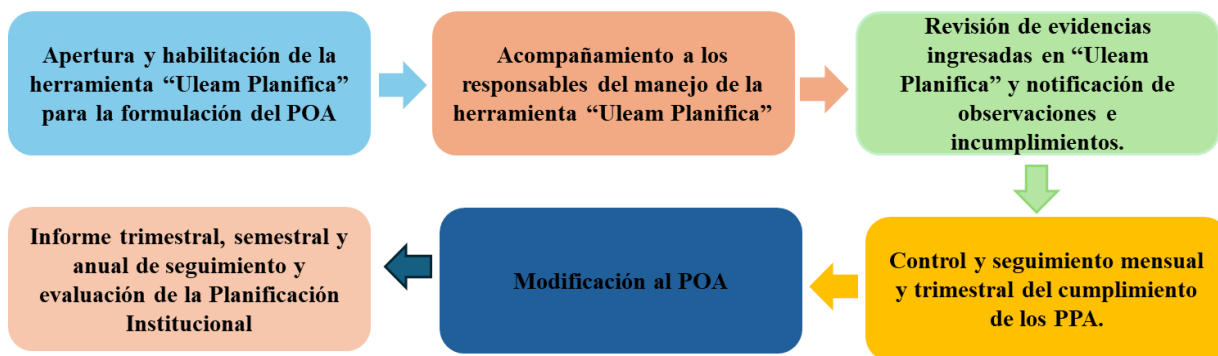 Apertura y habilitación de la
herramienta “Uleam Planifica”
para la formulación del POA
Acompañamiento a los
responsables del manejo de la
herramienta “Uleam Planifica”
Revisión de evidencias
ingresadas en “Uleam
Planifica” y notificación de
observaciones e
incumplimientos.
Control y seguimiento mensual
y trimestral del cumplimiento
de los PPA.
Modificación al POA
Informe trimestral, semestral y
anual de seguimiento y
evaluación de la Planificación
Institucional